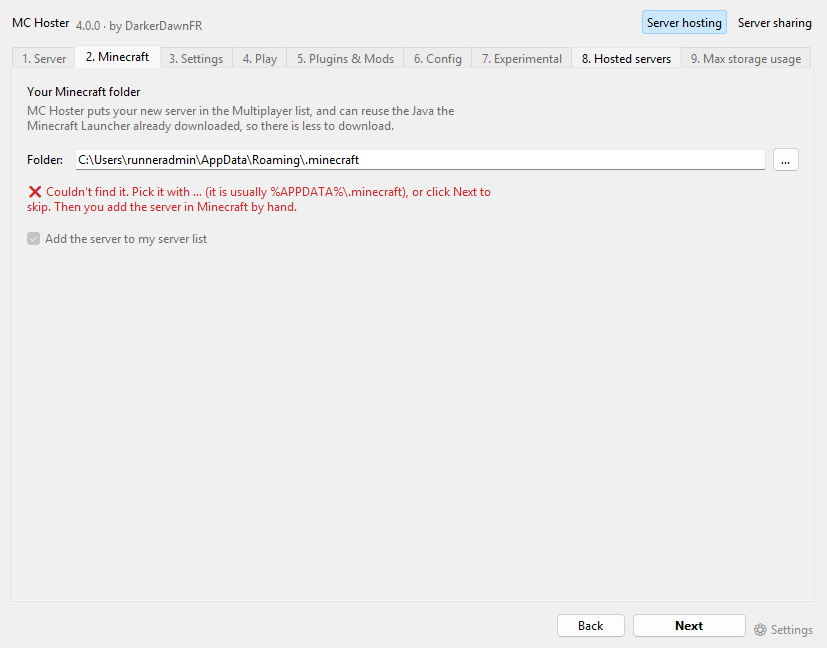 MC Hoster 4.0.0 · by DarkerDawnFR Server hosting Server sharing
1. Server 2. Minecraft 3. Settings 4. Play 5. Plugins & Mods 6. Config 7. Experimental 8. Hosted servers 9. Max storage usage
Your Minecraft folder
MC Hoster puts your new server in the Multiplayer list, and can reuse the Java the
Minecraft Launcher already downloaded, so there is less to download.
Folder: C:\Users\runneradmin\AppData\Roaming\.minecraft ...
❌ Couldn't find it. Pick it with ... (it is usually %APPDATA%\.minecraft), or click Next to
skip. Then you add the server in Minecraft by hand.
Add the server to my server list
Back Next Settings